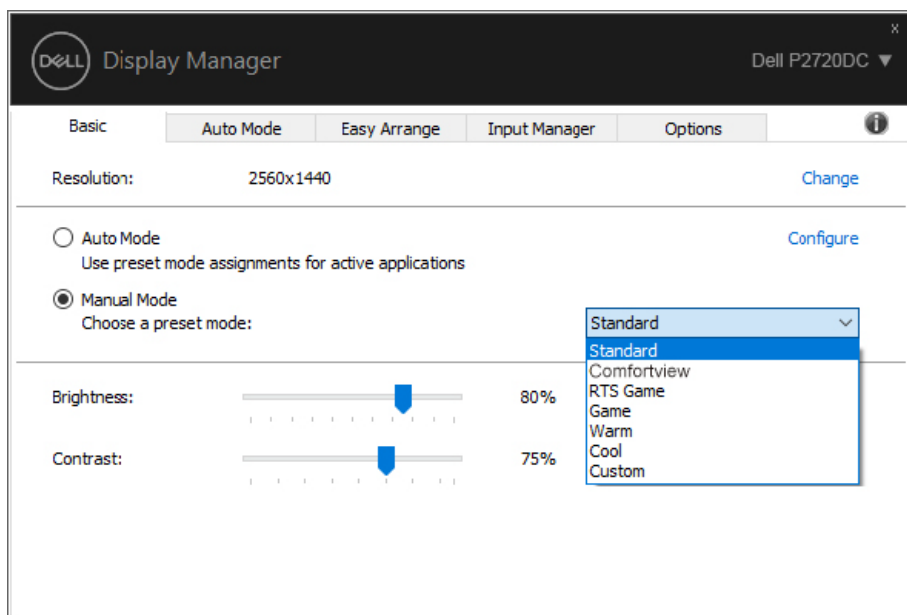 x
DELL Display Manager Dell P2720DC ▼
Basic Auto Mode Easy Arrange Input Manager Options i
Resolution: 2560x1440 Change
Auto Mode Configure
Use preset mode assignments for active applications
Manual Mode
Choose a preset mode: Standard
Standard
Comfortview
RTS Game
Game
Warm
Cool
Custom
Brightness: 80%
Contrast: 75%